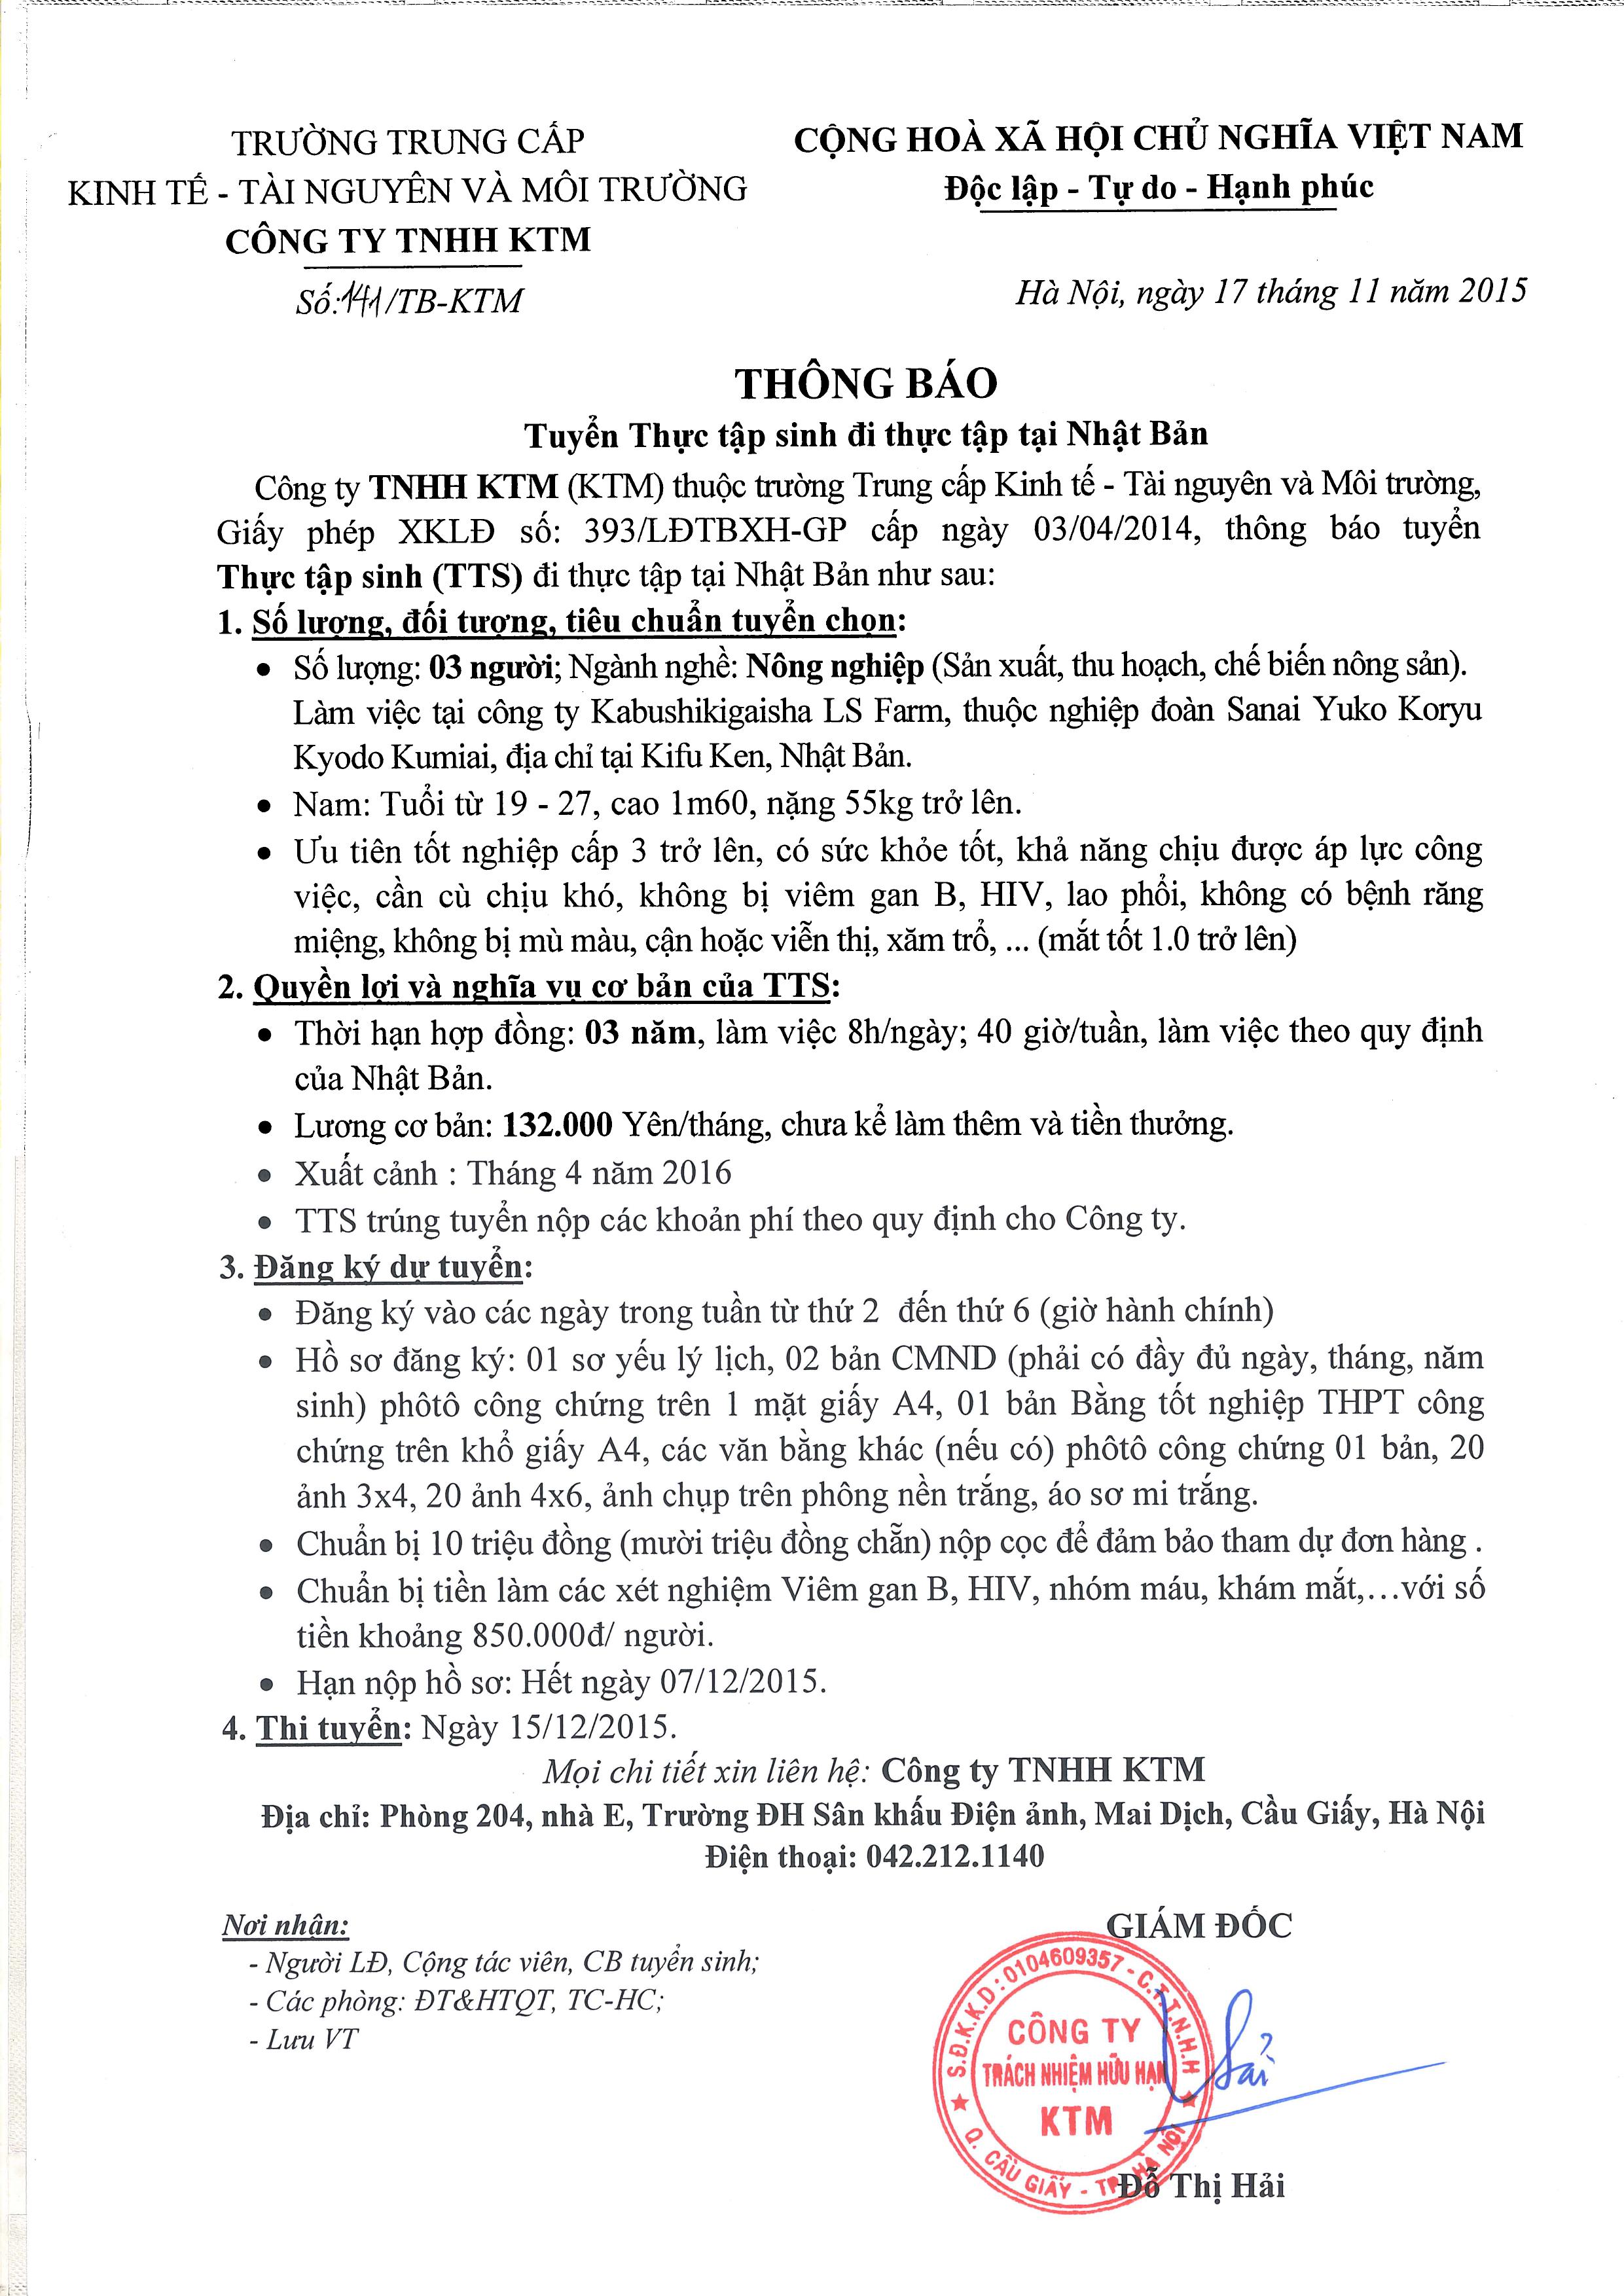 TRƯỜNG TRUNG CẤP
KINH TẾ - TÀI NGUYÊN VÀ MÔI TRƯỜNG
CÔNG TY TNHH KTM
Số:141/TB-KTM
CỘNG HOÀ XÃ HỘI CHỦ NGHĨA VIỆT NAM
Độc lập - Tự do - Hạnh phúc
Hà Nội, ngày 17 tháng 11 năm 2015
THÔNG BÁO
Tuyển Thực tập sinh đi thực tập tại Nhật Bản
Công ty TNHH KTM (KTM) thuộc trường Trung cấp Kinh tế - Tài nguyên và Môi trường,
Giấy phép XKLĐ số: 393/LĐTBXH-GP cấp ngày 03/04/2014, thông báo tuyển
Thực tập sinh (TTS) đi thực tập tại Nhật Bản như sau:
1. Số lượng, đối tượng, tiêu chuẩn tuyển chọn:
• Số lượng: 03 người; Ngành nghề: Nông nghiệp (Sản xuất, thu hoạch, chế biến nông sản).
Làm việc tại công ty Kabushikigaisha LS Farm, thuộc nghiệp đoàn Sanai Yuko Koryu
Kyodo Kumiai, địa chỉ tại Kifu Ken, Nhật Bản.
• Nam: Tuổi từ 19 - 27, cao 1m60, nặng 55kg trở lên.
• Ưu tiên tốt nghiệp cấp 3 trở lên, có sức khỏe tốt, khả năng chịu được áp lực công
việc, cần cù chịu khó, không bị viêm gan B, HIV, lao phổi, không có bệnh răng
miệng, không bị mù màu, cận hoặc viễn thị, xăm trổ, ... (mắt tốt 1.0 trở lên)
2. Quyền lợi và nghĩa vụ cơ bản của TTS:
• Thời hạn hợp đồng: 03 năm, làm việc 8h/ngày; 40 giờ/tuần, làm việc theo quy định
của Nhật Bản.
• Lương cơ bản: 132.000 Yên/tháng, chưa kể làm thêm và tiền thưởng.
• Xuất cảnh : Tháng 4 năm 2016
• TTS trúng tuyển nộp các khoản phí theo quy định cho Công ty.
3. Đăng ký dự tuyển:
• Đăng ký vào các ngày trong tuần từ thứ 2 đến thứ 6 (giờ hành chính)
• Hồ sơ đăng ký: 01 sơ yếu lý lịch, 02 bản CMND (phải có đầy đủ ngày, tháng, năm
sinh) phôtô công chứng trên 1 mặt giấy A4, 01 bản Bằng tốt nghiệp THPT công
chứng trên khổ giấy A4, các văn bằng khác (nếu có) phôtô công chứng 01 bản, 20
ảnh 3x4, 20 ảnh 4x6, ảnh chụp trên phông nền trắng, áo sơ mi trắng.
• Chuẩn bị 10 triệu đồng (mười triệu đồng chẵn) nộp cọc để đảm bảo tham dự đơn hàng .
• Chuẩn bị tiền làm các xét nghiệm Viêm gan B, HIV, nhóm máu, khám mắt,…với số
tiền khoảng 850.000đ/ người.
• Hạn nộp hồ sơ: Hết ngày 07/12/2015.
4. Thi tuyển: Ngày 15/12/2015.
Mọi chi tiết xin liên hệ: Công ty TNHH KTM
Địa chỉ: Phòng 204, nhà E, Trường ĐH Sân khấu Điện ảnh, Mai Dịch, Cầu Giấy, Hà Nội
Điện thoại: 042.212.1140
Nơi nhận:
- Người LĐ, Cộng tác viên, CB tuyển sinh;
- Các phòng: ĐT&HTQT, TC-HC;
- Lưu VT
GIÁM ĐỐC
S.Đ.K.K.D: 0104609357 - C.T.T.N.H.H
CÔNG TY
TRÁCH NHIỆM HỮU HẠN
KTM
Q. CẦU GIẤY - TP. HÀ NỘI
Hải
Đỗ Thị Hải